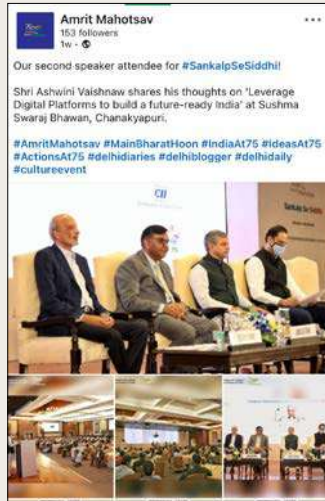 Amrit Mahotsav
153 followers
1w
Our second speaker attendee for #SankalpSeSiddhi!
Shri Ashwini Vaishnaw shares his thoughts on 'Leverage
Digital Platforms to build a future-ready India' at Sushma
Swaraj Bhawan, Chanakyapuri.
#AmritMahotsav #MainBharatHoon #IndiaAt75 #IdeasAt75
#ActionsAt75 #delhidiaries #delhiblogger #delhidaily
#cultureevent
CII
Sankalp Se